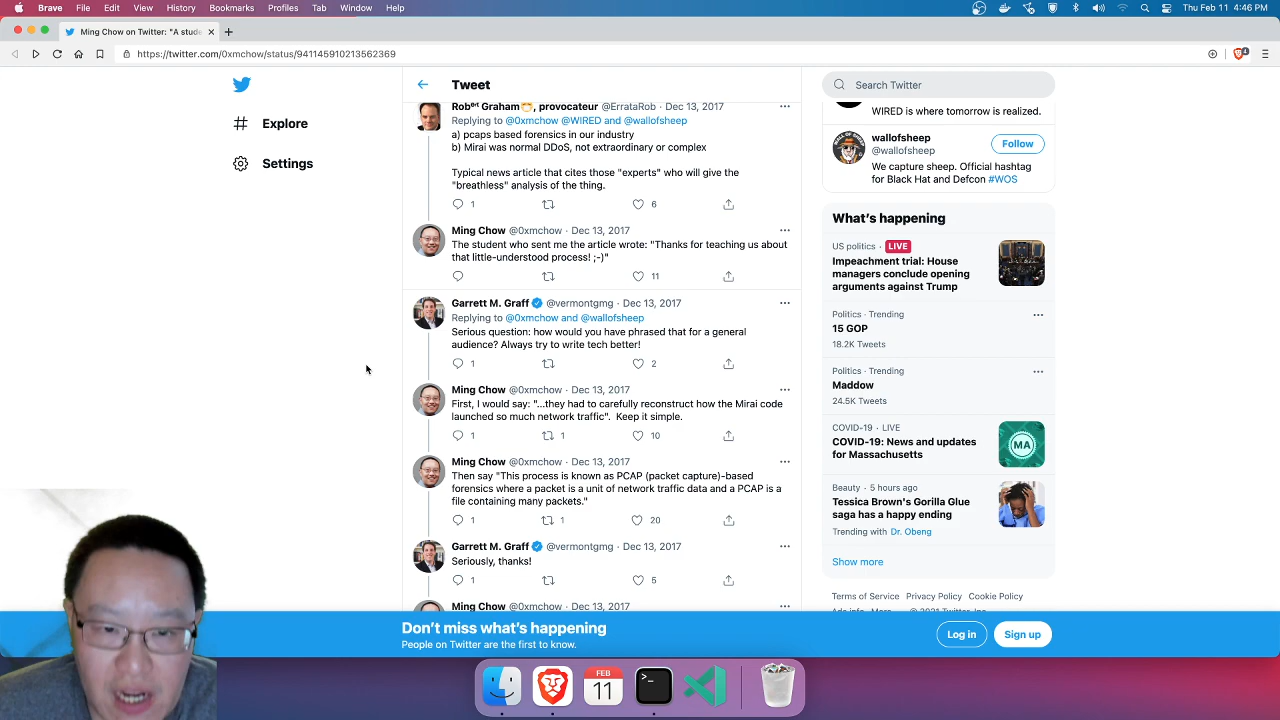 Brave File Edit View History Bookmarks Profiles Tab Window Help
Thu Feb 11 4:46 PM
Ming Chow on Twitter: "A stude
https://twitter.com/0xmchow/status/941145910213562369
Explore
Settings
Tweet
Robᵉʳᵗ Graham😷, provocateur @ErrataRob · Dec 13, 2017
Replying to @0xmchow @WIRED and @wallofsheep
a) pcaps based forensics in our industry
b) Mirai was normal DDoS, not extraordinary or complex
Typical news article that cites those "experts" who will give the
"breathless" analysis of the thing.
1 6
Ming Chow @0xmchow · Dec 13, 2017
The student who sent me the article wrote: "Thanks for teaching us about
that little-understood process! ;-)"
11
Garrett M. Graff @vermontgmg · Dec 13, 2017
Replying to @0xmchow and @wallofsheep
Serious question: how would you have phrased that for a general
audience? Always try to write tech better!
1 2
Ming Chow @0xmchow · Dec 13, 2017
First, I would say: "...they had to carefully reconstruct how the Mirai code
launched so much network traffic". Keep it simple.
1 1 10
Ming Chow @0xmchow · Dec 13, 2017
Then say "This process is known as PCAP (packet capture)-based
forensics where a packet is a unit of network traffic data and a PCAP is a
file containing many packets."
1 1 20
Garrett M. Graff @vermontgmg · Dec 13, 2017
Seriously, thanks!
1 5
Ming Chow @0xmchow · Dec 13, 2017
Search Twitter
WIRED is where tomorrow is realized.
wallofsheep
@wallofsheep
Follow
We capture sheep. Official hashtag
for Black Hat and Defcon #WOS
What's happening
US politics · LIVE
Impeachment trial: House
managers conclude opening
arguments against Trump
Politics · Trending
15 GOP
18.2K Tweets
Politics · Trending
Maddow
24.5K Tweets
COVID-19 · LIVE
COVID-19: News and updates
for Massachusetts
MA
Beauty · 5 hours ago
Tessica Brown's Gorilla Glue
saga has a happy ending
Trending with Dr. Obeng
Show more
Terms of Service Privacy Policy Cookie Policy
Don't miss what's happening
People on Twitter are the first to know.
Log in
Sign up
FEB
11